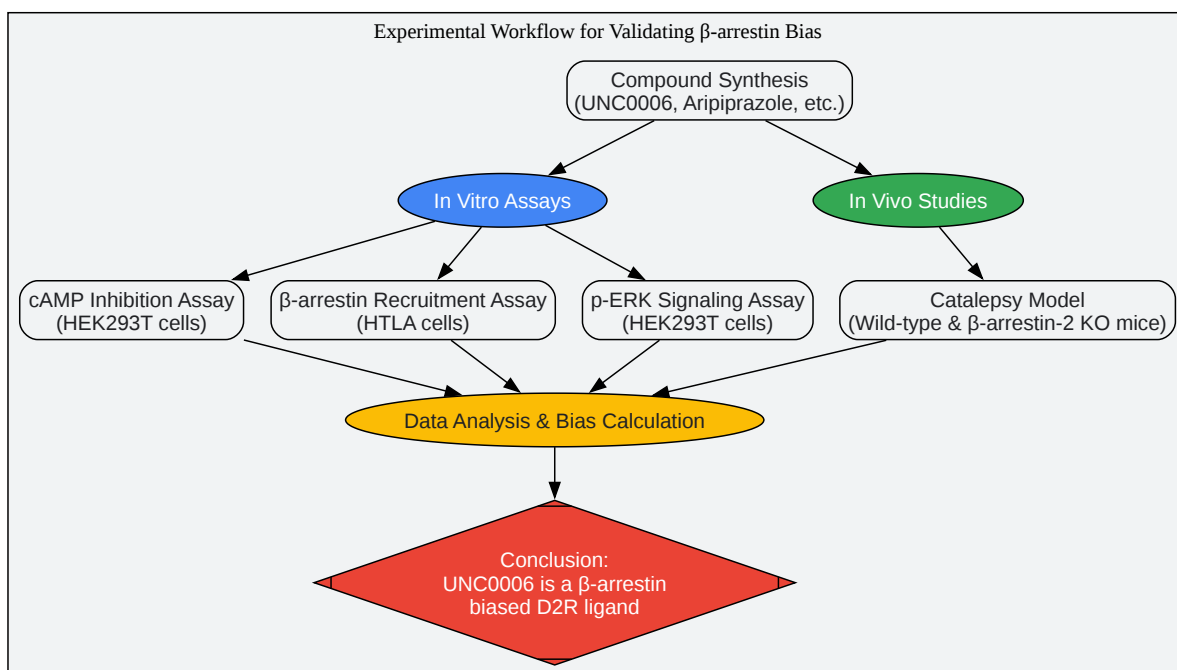 Experimental Workflow for Validating β-arrestin Bias
Compound Synthesis
(UNC0006, Aripiprazole, etc.)
In Vitro Assays
In Vivo Studies
cAMP Inhibition Assay
(HEK293T cells)
β-arrestin Recruitment Assay
(HTLA cells)
p-ERK Signaling Assay
(HEK293T cells)
Catalepsy Model
(Wild-type & β-arrestin-2 KO mice)
Data Analysis & Bias Calculation
Conclusion:
UNC0006 is a β-arrestin
biased D2R ligand